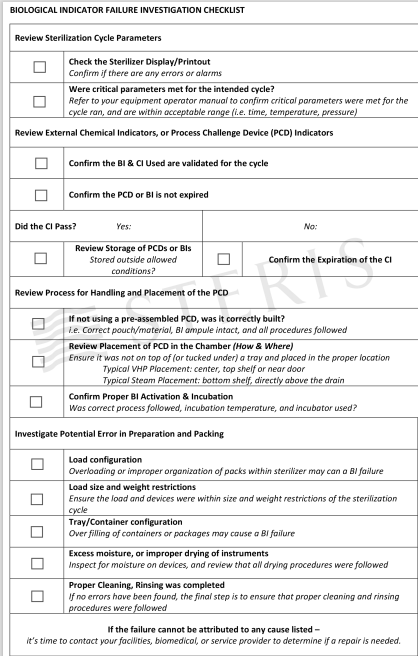 BIOLOGICAL INDICATOR FAILURE INVESTIGATION CHECKLIST
Review Sterilization Cycle Parameters
Check the Sterilizer Display/Printout
Confirm if there are any errors or alarms
Were critical parameters met for the intended cycle?
Refer to your equipment operator manual to confirm critical parameters were met for the
cycle ran, and are within acceptable range (i.e. time, temperature, pressure)
Review External Chemical Indicators, or Process Challenge Device (PCD) Indicators
Confirm the BI & CI Used are validated for the cycle
Confirm the PCD or BI is not expired
Did the CI Pass? Yes: No:
Review Storage of PCDs or BIs
Stored outside allowed
conditions?
Confirm the Expiration of the CI
STERIS
Review Process for Handling and Placement of the PCD
If not using a pre-assembled PCD, was it correctly built?
i.e. Correct pouch/material, BI ampule intact, and all procedures followed
Review Placement of PCD in the Chamber (How & Where)
Ensure it was not on top of (or tucked under) a tray and placed in the proper location
Typical VHP Placement: center, top shelf or near door
Typical Steam Placement: bottom shelf, directly above the drain
Confirm Proper BI Activation & Incubation
Was correct process followed, incubation temperature, and incubator used?
Investigate Potential Error in Preparation and Packing
Load configuration
Overloading or improper organization of packs within sterilizer may can a BI failure
Load size and weight restrictions
Ensure the load and devices were within size and weight restrictions of the sterilization
cycle
Tray/Container configuration
Over filling of containers or packages may cause a BI failure
Excess moisture, or improper drying of instruments
Inspect for moisture on devices, and review that all drying procedures were followed
Proper Cleaning, Rinsing was completed
If no errors have been found, the final step is to ensure that proper cleaning and rinsing
procedures were followed
If the failure cannot be attributed to any cause listed –
it's time to contact your facilities, biomedical, or service provider to determine if a repair is needed.